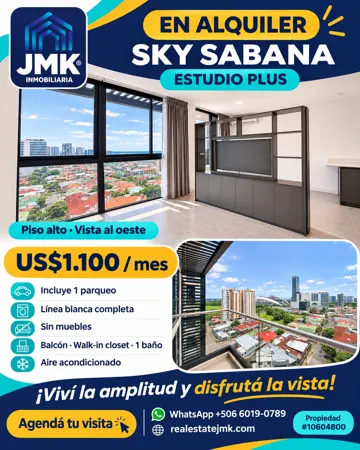 JMK®
INMOBILIARIA
EN ALQUILER
SKY SABANA
ESTUDIO PLUS
Piso alto • Vista al oeste
US$1.100 / mes
Incluye 1 parqueo
Línea blanca completa
Sin muebles
Balcón • Walk-in closet • 1 baño
Aire acondicionado
¡Viví la amplitud y disfrutá la vista!
Agendá tu visita
WhatsApp +506 6019-0789
realestatejmk.com
Propiedad
#10604800